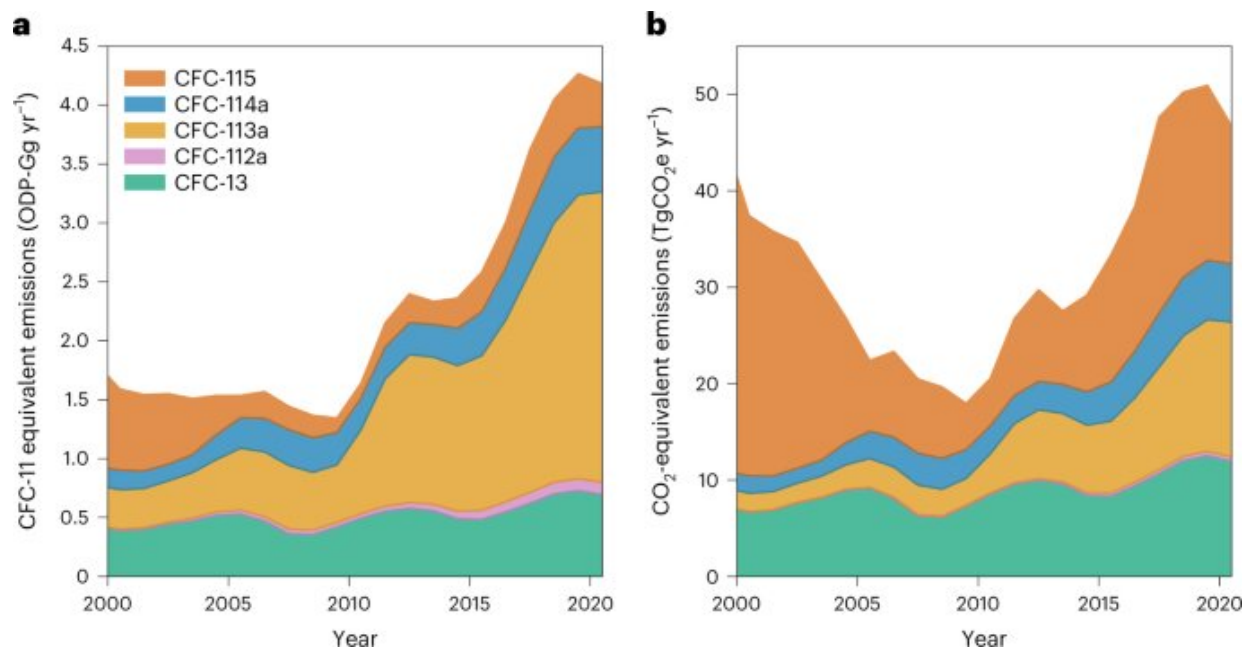 a
4.5
4.0
3.5
3.0
2.5
2.0
1.5
1.0
0.5
0
CFC-11 equivalent emissions (ODP-Gg yr⁻¹)
CFC-115
CFC-114a
CFC-113a
CFC-112a
CFC-13
2000 2005 2010 2015 2020
Year
b
50
40
30
20
10
0
CO₂-equivalent emissions (TgCO₂e yr⁻¹)
2000 2005 2010 2015 2020
Year